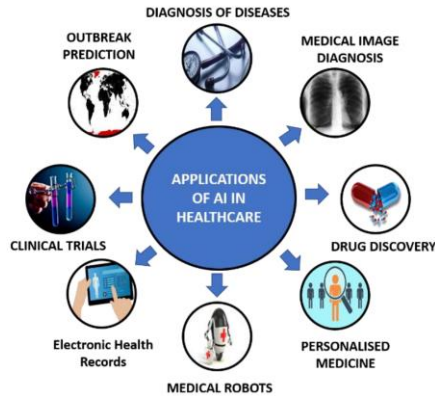 DIAGNOSIS OF DISEASES
OUTBREAK
PREDICTION
MEDICAL IMAGE
DIAGNOSIS
APPLICATIONS
OF AI IN
HEALTHCARE
CLINICAL TRIALS
DRUG DISCOVERY
Electronic Health
Records
PERSONALISED
MEDICINE
MEDICAL ROBOTS